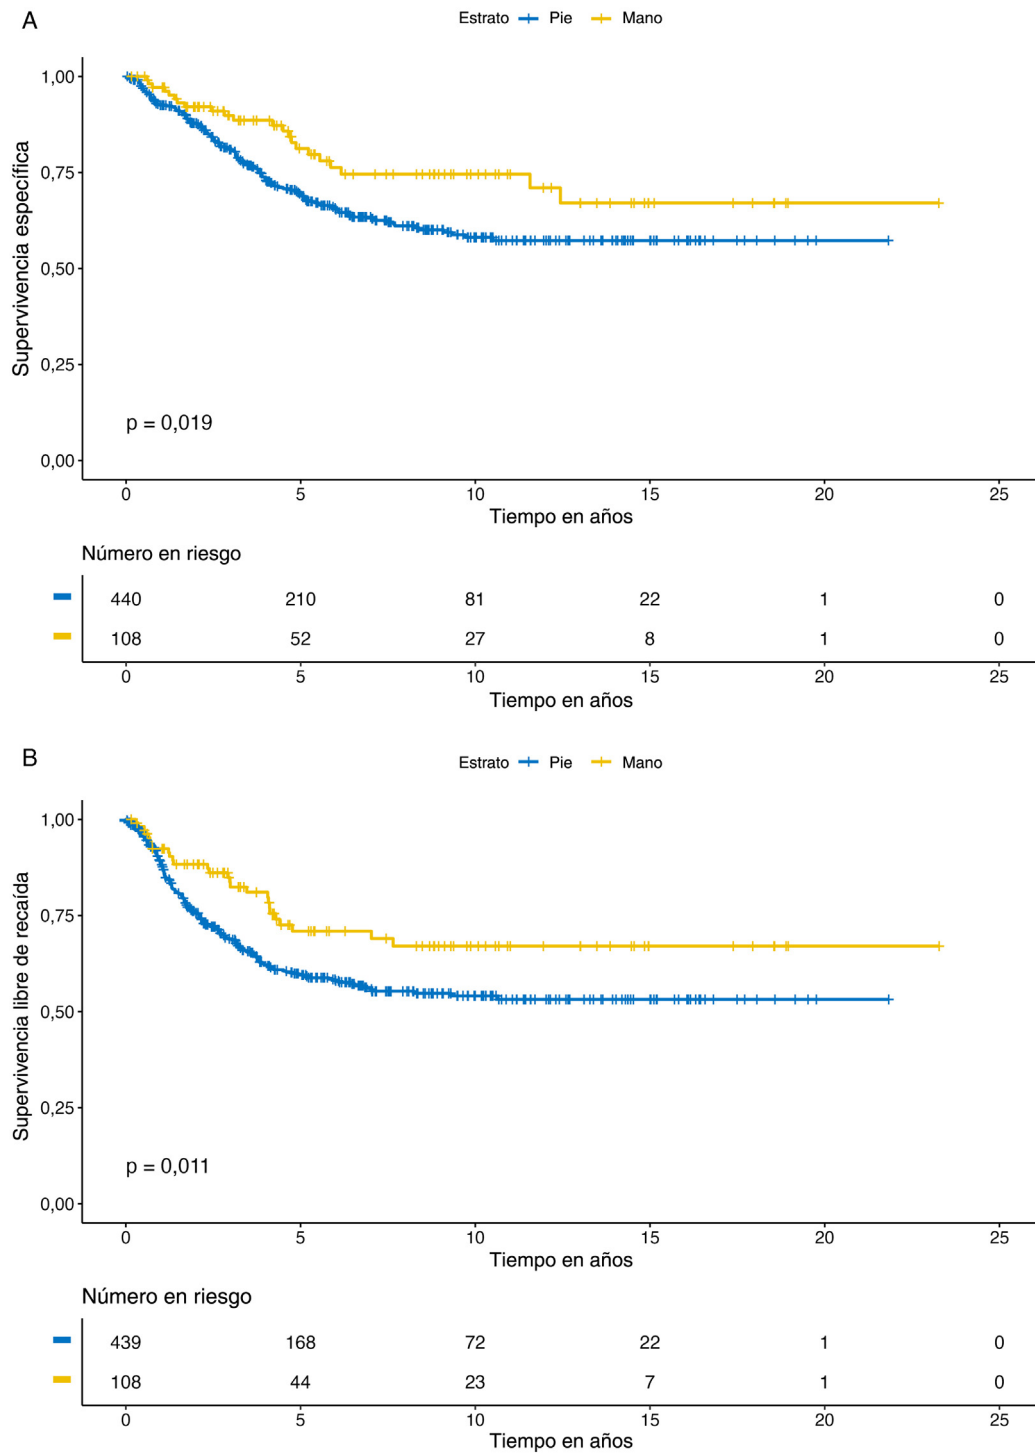 A
Estrato Pie Mano
1,00
0,75
0,50
0,25
0,00
Supervivencia específica
p = 0,019
0 5 10 15 20 25
Tiempo en años
Número en riesgo
440 210 81 22 1 0
108 52 27 8 1 0
0 5 10 15 20 25
Tiempo en años
B
Estrato Pie Mano
1,00
0,75
0,50
0,25
0,00
Supervivencia libre de recaída
p = 0,011
0 5 10 15 20 25
Tiempo en años
Número en riesgo
439 168 72 22 1 0
108 44 23 7 1 0
0 5 10 15 20 25
Tiempo en años